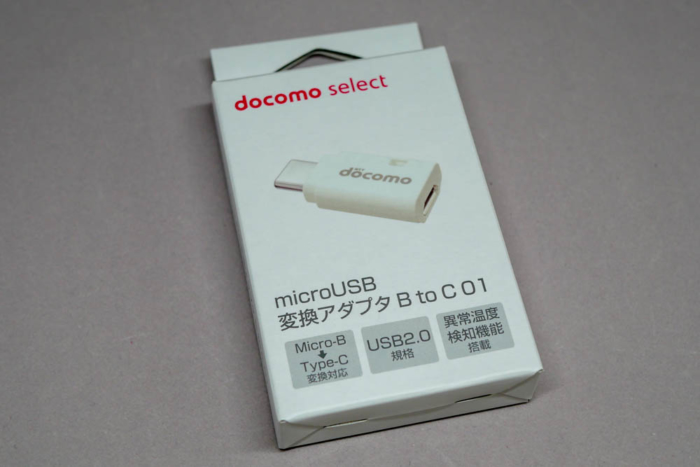 docomo select
docomo
microUSB
変換アダプタ B to C 01
Micro-B
Type-C
変換対応
USB2.0
規格
異常温度
検知機能
搭載